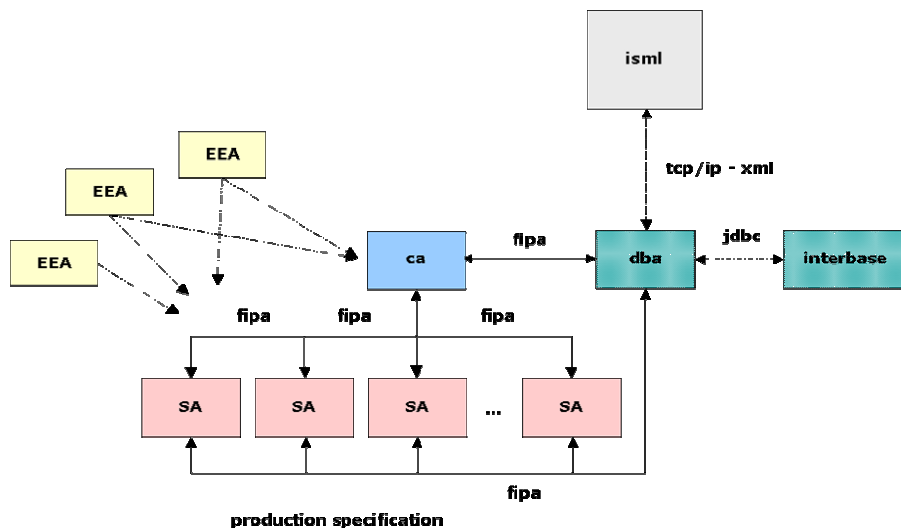 isml
EEA
tcp/ip - xml
EEA
EEA
ca
fipa
dba
jdbc
interbase
fipa
fipa
fipa
SA
SA
SA
...
SA
fipa
production specification